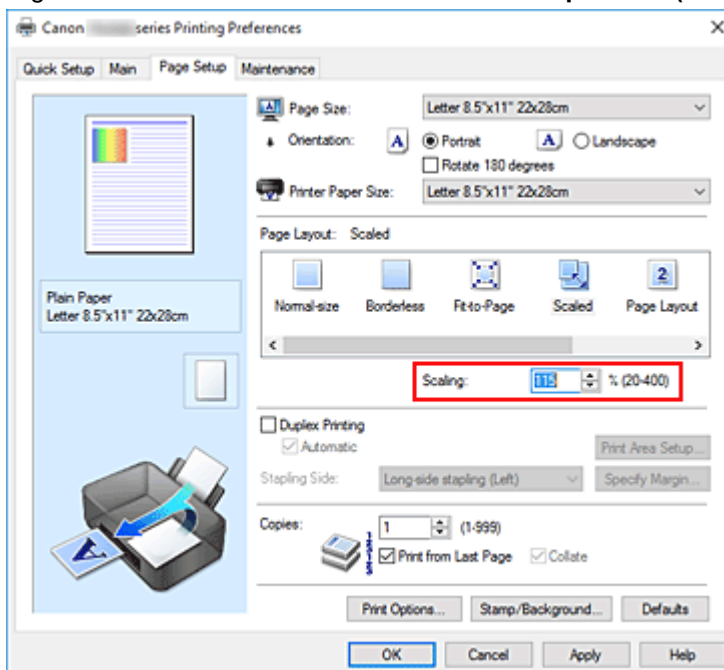 Canon series Printing Preferences
Quick Setup Main Page Setup Maintenance
Page Size: Letter 8.5"x11" 22x28cm
Orientation: A Portrait A Landscape
Rotate 180 degrees
Printer Paper Size: Letter 8.5"x11" 22x28cm
Page Layout: Scaled
2
Normal-size Borderless Fit-to-Page Scaled Page Layout
Plain Paper
Letter 8.5"x11" 22x28cm
Scaling: 115 % (20-400)
Duplex Printing
Automatic
Print Area Setup...
Stapling Side: Long-side stapling (Left) Specify Margin...
Copies: 1 (1-999)
Print from Last Page Collate
A
Print Options... Stamp/Background... Defaults
OK Cancel Apply Help